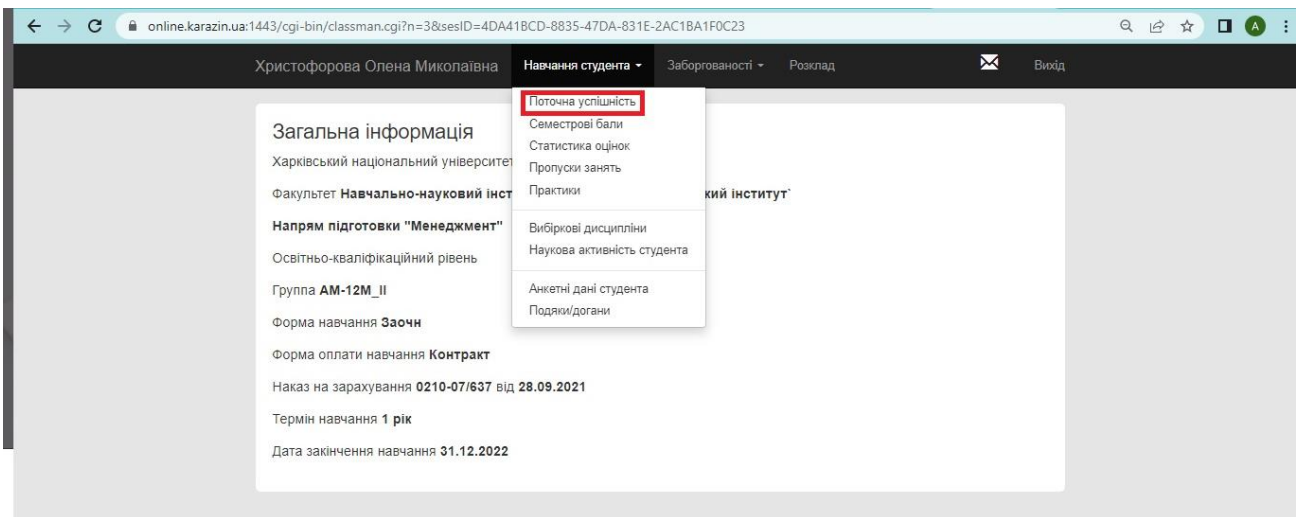 online.karazin.ua:1443/cgi-bin/classman.cgi?n=3&sesID=4DA41BCD-8835-47DA-831E-2AC1BA1F0C23
A
Христофорова Олена Миколаївна Навчання студента Заборгованості Розклад Вихід
Поточна успішність
Семестрові бали
Статистика оцінок
Пропуски занять
Практики
Вибіркові дисципліни
Наукова активність студента
Анкетні дані студента
Подяки/догани
Загальна інформація
Харківський національний університет
Факультет Навчально-науковий інст кий інститут`
Напрям підготовки "Менеджмент"
Освітньо-кваліфікаційний рівень
Группа АМ-12М_II
Форма навчання Заочн
Форма оплати навчання Контракт
Наказ на зарахування 0210-07/637 від 28.09.2021
Термін навчання 1 рік
Дата закінчення навчання 31.12.2022